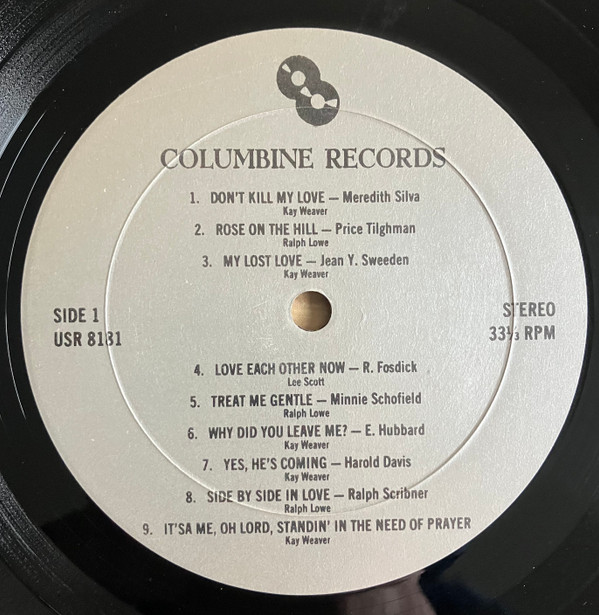 COLUMBINE RECORDS
1. DON'T KILL MY LOVE — Meredith Silva
Kay Weaver
2. ROSE ON THE HILL — Price Tilghman
Ralph Lowe
3. MY LOST LOVE — Jean Y. Sweeden
Kay Weaver
SIDE 1
USR 8131
STEREO
33⅓ RPM
4. LOVE EACH OTHER NOW — R. Fosdick
Lee Scott
5. TREAT ME GENTLE — Minnie Schofield
Ralph Lowe
6. WHY DID YOU LEAVE ME? — E. Hubbard
Kay Weaver
7. YES, HE'S COMING — Harold Davis
Kay Weaver
8. SIDE BY SIDE IN LOVE — Ralph Scribner
Ralph Lowe
9. IT'SA ME, OH LORD, STANDIN' IN THE NEED OF PRAYER
Kay Weaver